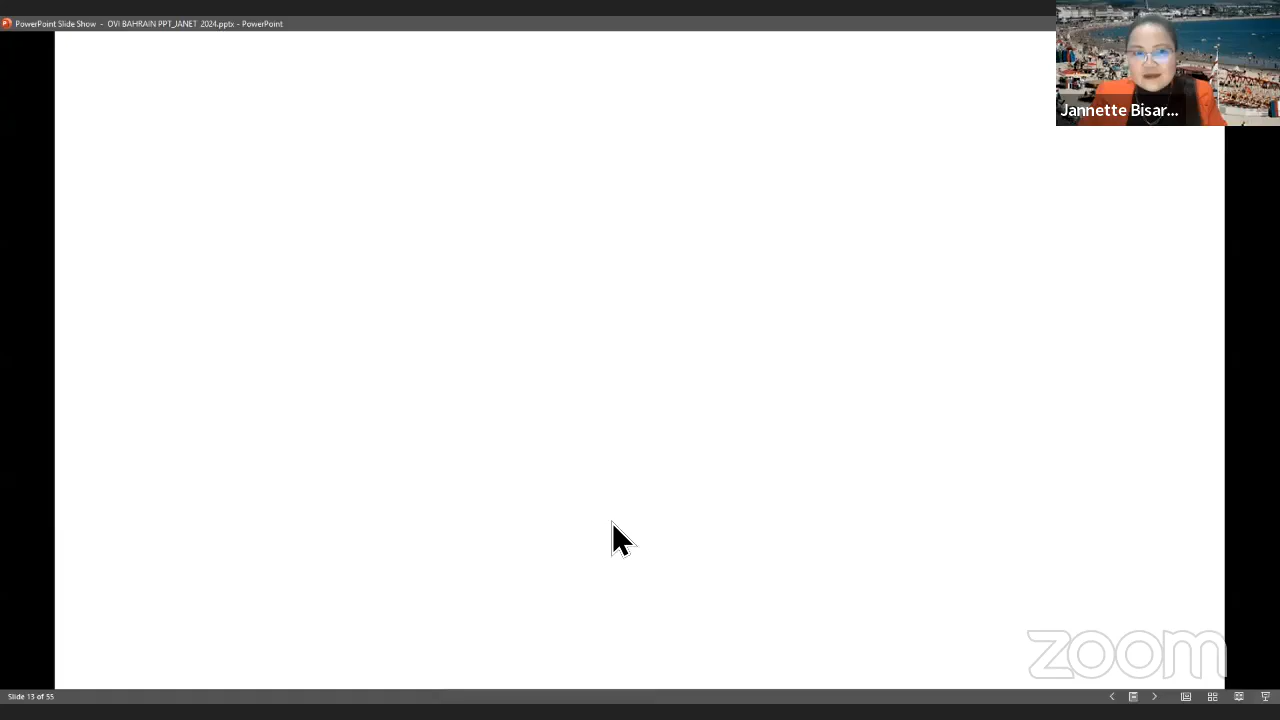 PowerPoint Slide Show - OVI BAHRAIN PPT_JANET 2024.pptx - PowerPoint
Jannette Bisar...
zoom
Slide 13 of 55